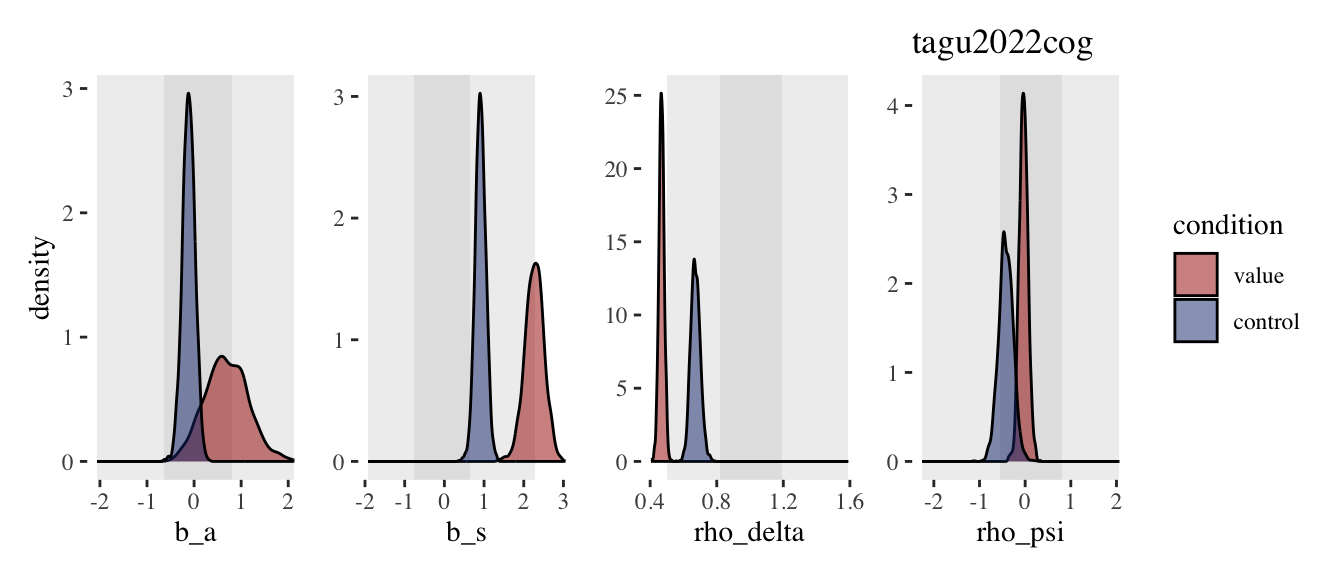 tagu2022cog
density
3
2
1
0
-2 -1 0 1 2
b_a
3
2
1
0
-2 -1 0 1 2 3
b_s
25
20
15
10
5
0
0.4 0.8 1.2 1.6
rho_delta
4
3
2
1
0
-2 -1 0 1 2
rho_psi
condition
value
control